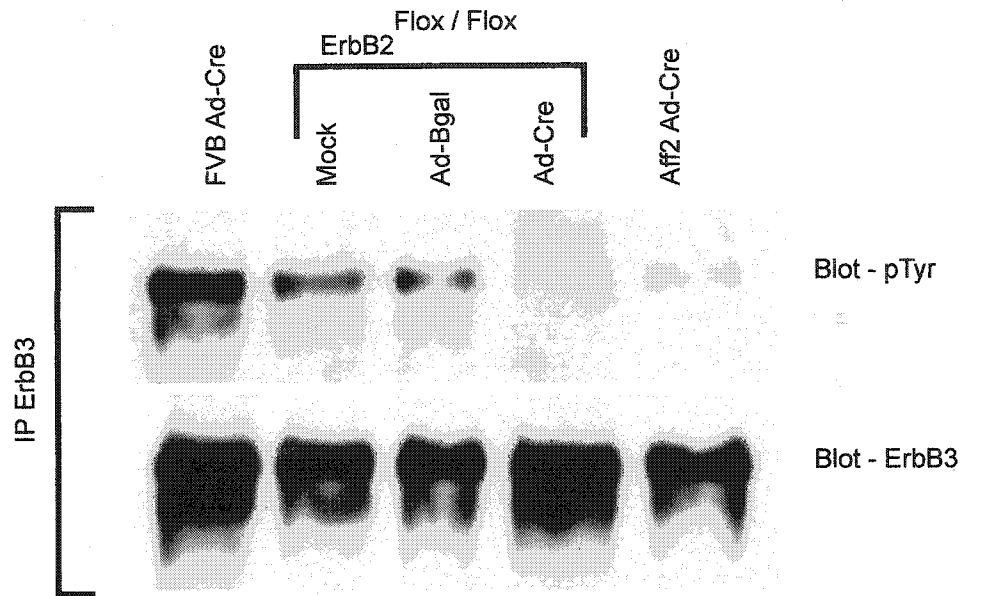 Flox / Flox
ErbB2
FVB Ad-Cre
Mock
Ad-Bgal
Ad-Cre
Aff2 Ad-Cre
IP ErbB3
Blot - pTyr
Blot - ErbB3